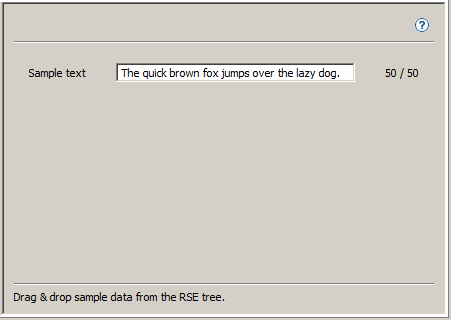 ?
Sample text The quick brown fox jumps over the lazy dog. 50 / 50
Drag & drop sample data from the RSE tree.